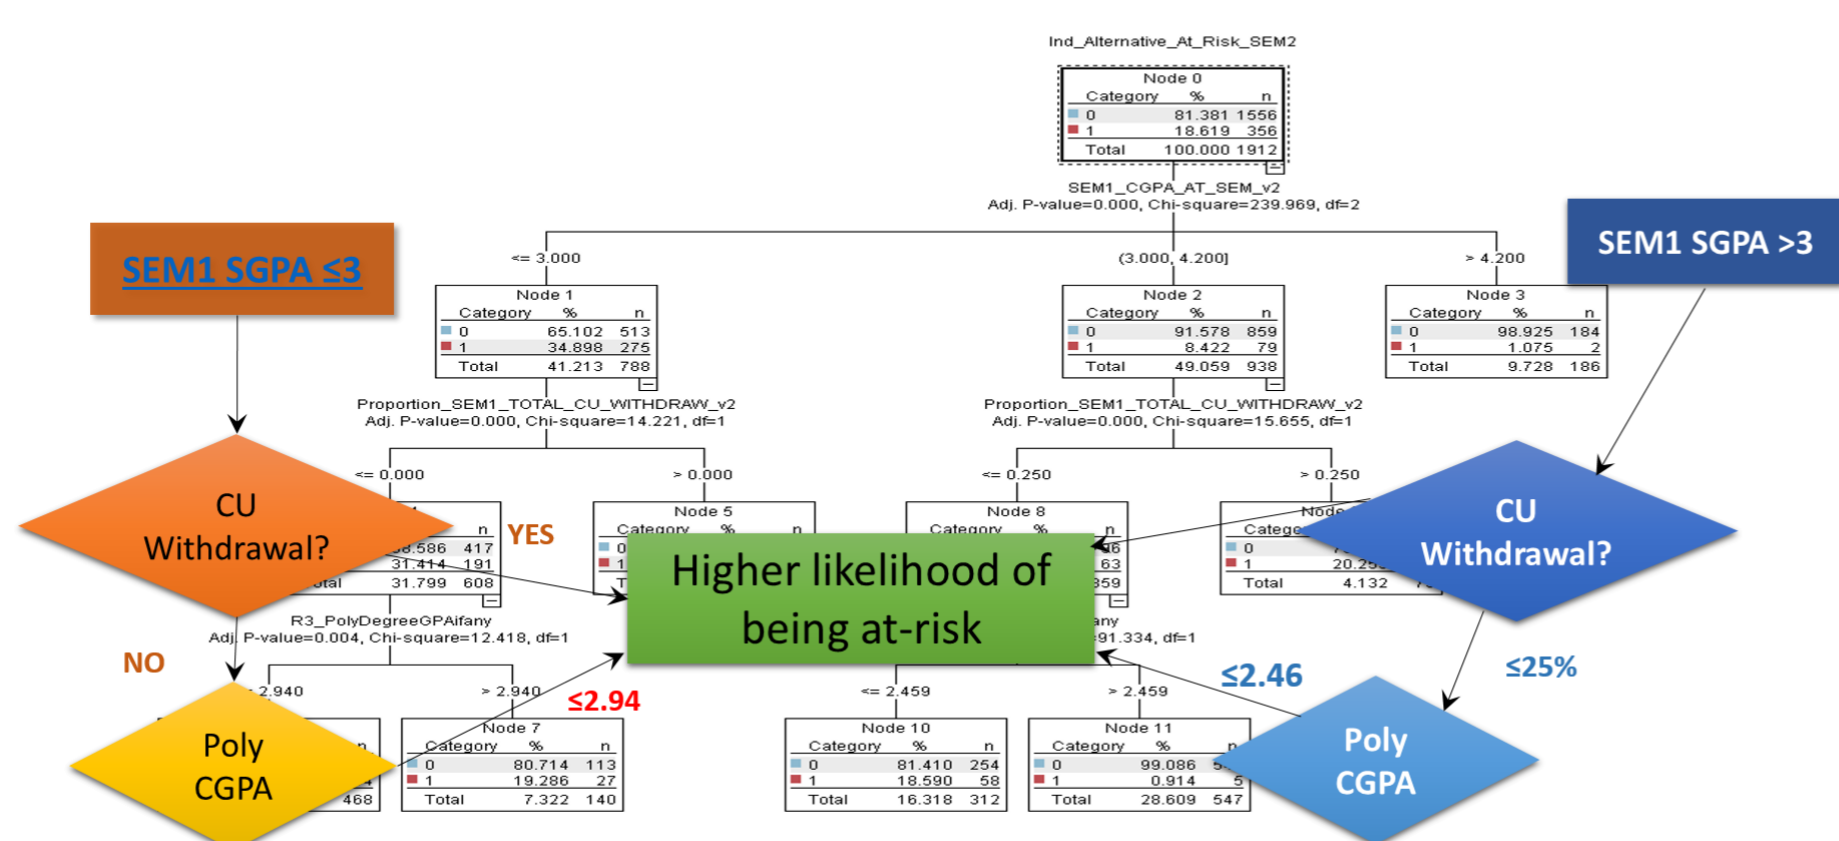 Ind_Alternative_At_Risk_SEM2
Node 0
Category % n
0 81.381 1556
1 18.619 356
Total 100.000 1912
SEM1_CGPA_AT_SEM_v2
Adj. P-value=0.000, Chi-square=239.969, df=2
SEM1 SGPA ≤3
SEM1 SGPA >3
<= 3.000
(3.000, 4.200]
> 4.200
Node 1
Category % n
0 65.102 513
1 34.898 275
Total 41.213 788
Node 2
Category % n
0 91.578 859
1 8.422 79
Total 49.059 938
Node 3
Category % n
0 98.925 184
1 1.075 2
Total 9.728 186
Proportion_SEM1_TOTAL_CU_WITHDRAW_v2
Adj. P-value=0.000, Chi-square=14.221, df=1
Proportion_SEM1_TOTAL_CU_WITHDRAW_v2
Adj. P-value=0.000, Chi-square=15.655, df=1
<= 0.000
> 0.000
<= 0.250
> 0.250
CU
Withdrawal?
YES
n
417
31.414 191
31.799 608
Node 5
Category % n
0
1
Node 8
Category % n
63
Higher likelihood of
being at-risk
0
1
Total 4.132
CU
Withdrawal?
R3_PolyDegreeGPAifany
Adj. P-value=0.004, Chi-square=12.418, df=1
df=1
NO
2.940
> 2.940
≤2.94
<= 2.459
> 2.459
≤2.46
≤25%
Poly
CGPA
468
Node 7
Category % n
0 80.714 113
1 19.286 27
Total 7.322 140
Node 10
Category % n
0 81.410 254
1 18.590 58
Total 16.318 312
Node 11
Category % n
0 99.086
1 0.914 5
Total 28.609 547
Poly
CGPA